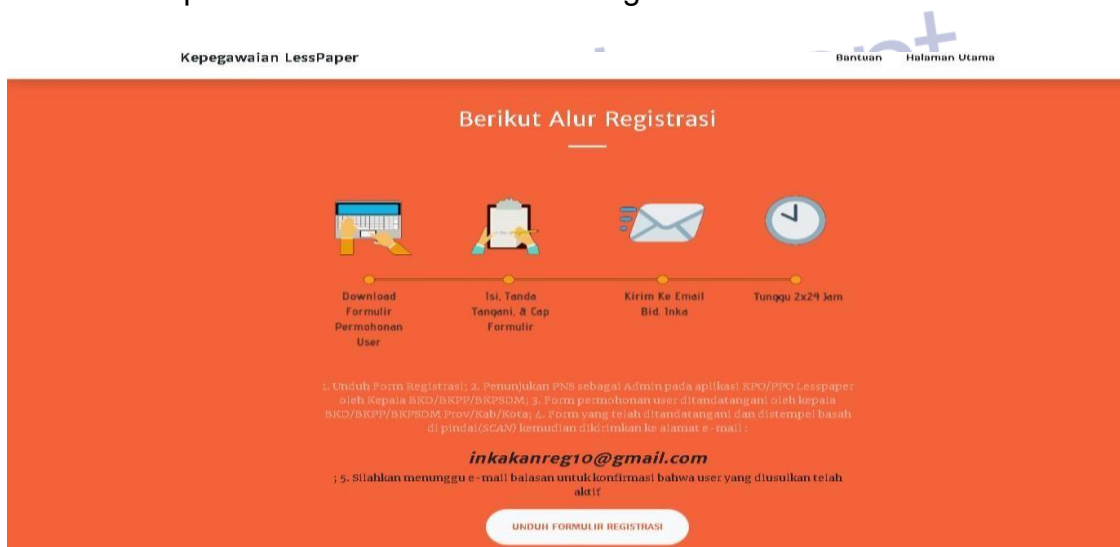 Kepegawaian LessPaper
Bantuan Halaman Utama
Berikut Alur Registrasi
Download
Formulir
Permohonan
User
Isi, Tanda
Tangani, & Cap
Formulir
Kirim Ke Email
Bid. Inka
Tunggu 2x24 Jam
1. Unduh Form Registrasi; 2. Penunjukan PNS sebagai Admin pada aplikasi KPO/PPO Lesspaper
oleh Kepala BKD/BKPP/BKPSDM; 3. Form permohonan user ditandatangani oleh kepala
BKD/BKPP/BKPSDM Prov/Kab/Kota; 4. Form yang telah ditandatangani dan distempel basah
di pindai(SCAN) kemudian dikirimkan ke alamat e-mail :
inkakanreg10@gmail.com
; 5. Silahkan menunggu e-mail balasan untuk konfirmasi bahwa user yang diusulkan telah
aktif
UNDUH FORMULIR REGISTRASI